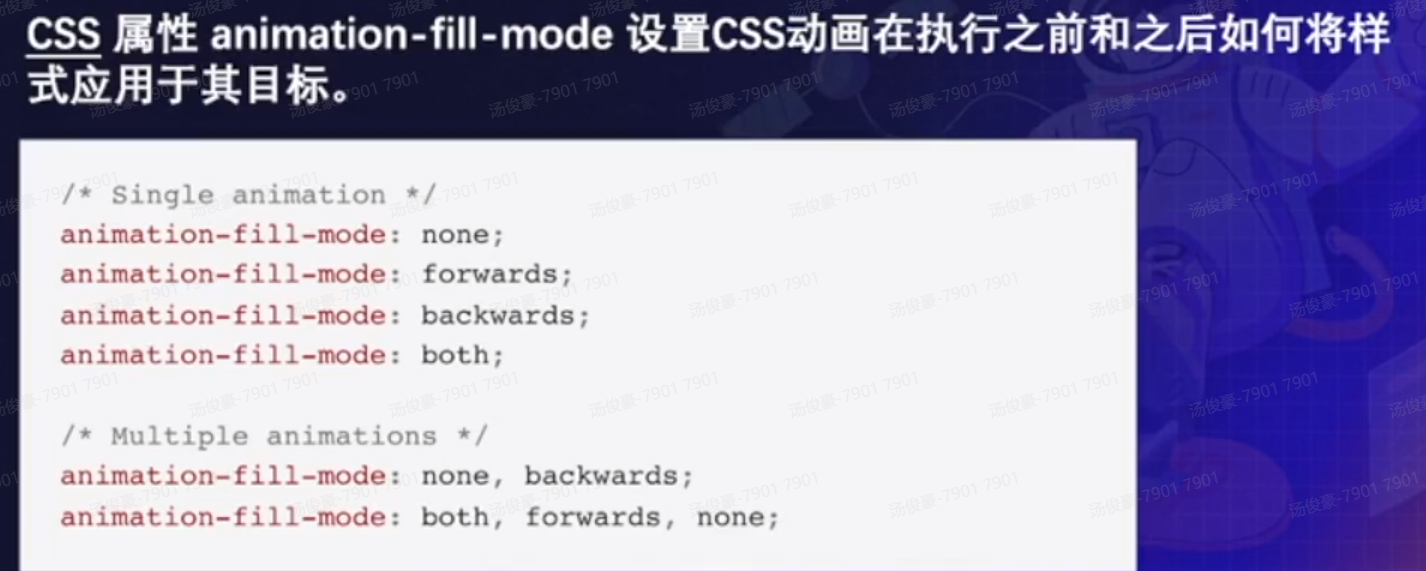 CSS 属性 animation-fill-mode 设置CSS动画在执行之前和之后如何将样
式应用于其目标。
/* Single animation */
animation-fill-mode: none;
animation-fill-mode: forwards;
animation-fill-mode: backwards;
animation-fill-mode: both;
/* Multiple animations */
animation-fill-mode: none, backwards;
animation-fill-mode: both, forwards, none;
汤俊豪-7901 7901